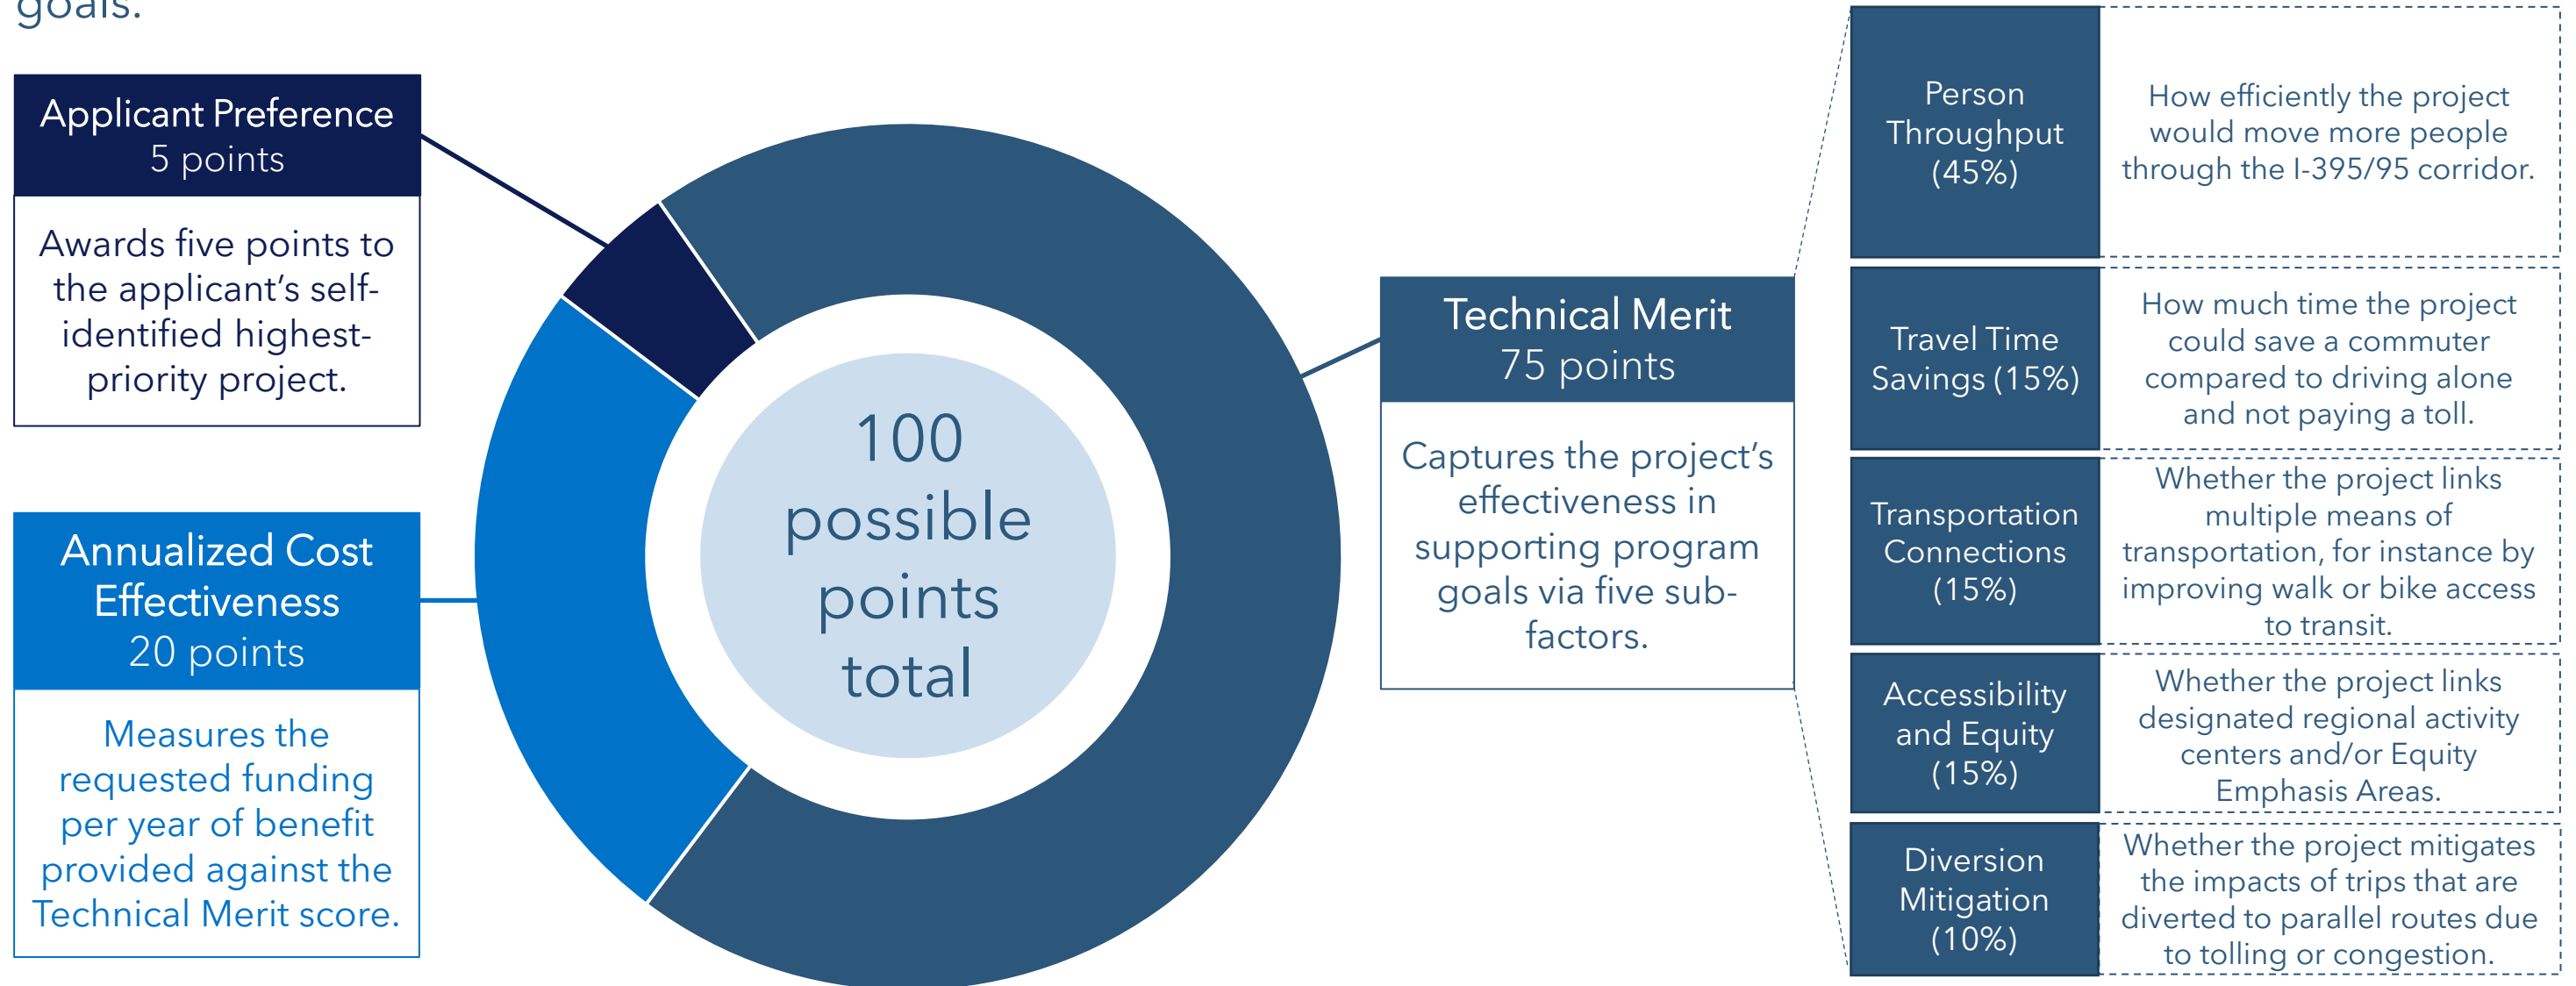 goals.
Applicant Preference
5 points
Awards five points to
the applicant’s self-
identified highest-
priority project.
Annualized Cost
Effectiveness
20 points
Measures the
requested funding
per year of benefit
provided against the
Technical Merit score.
100
possible
points
total
Technical Merit
75 points
Captures the project’s
effectiveness in
supporting program
goals via five sub-
factors.
Person
Throughput
(45%)
How efficiently the project
would move more people
through the I-395/95 corridor.
Travel Time
Savings (15%)
How much time the project
could save a commuter
compared to driving alone
and not paying a toll.
Transportation
Connections
(15%)
Whether the project links
multiple means of
transportation, for instance by
improving walk or bike access
to transit.
Accessibility
and Equity
(15%)
Whether the project links
designated regional activity
centers and/or Equity
Emphasis Areas.
Diversion
Mitigation
(10%)
Whether the project mitigates
the impacts of trips that are
diverted to parallel routes due
to tolling or congestion.